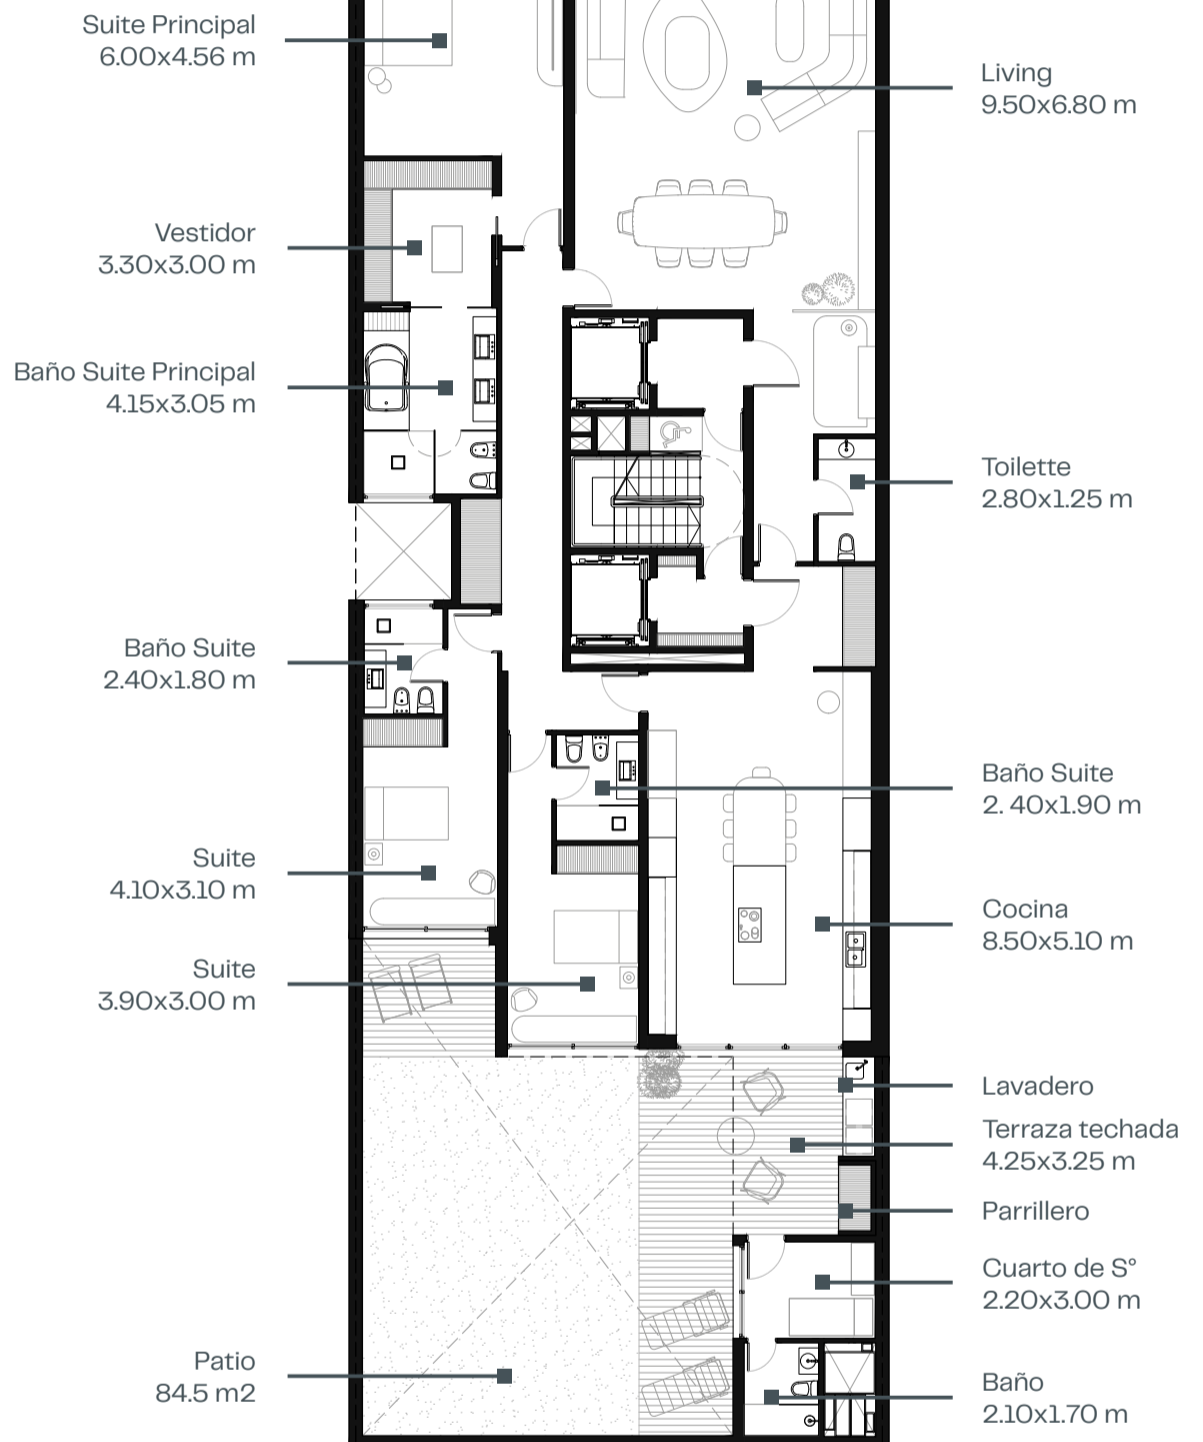 Suite Principal
6.00x4.56 m
Living
9.50x6.80 m
Vestidor
3.30x3.00 m
Baño Suite Principal
4.15x3.05 m
Toilette
2.80x1.25 m
Baño Suite
2.40x1.80 m
Baño Suite
2. 40x1.90 m
Suite
4.10x3.10 m
Cocina
8.50x5.10 m
Suite
3.90x3.00 m
Lavadero
Terraza techada
4.25x3.25 m
Parrillero
Cuarto de S°
2.20x3.00 m
Patio
84.5 m2
Baño
2.10x1.70 m